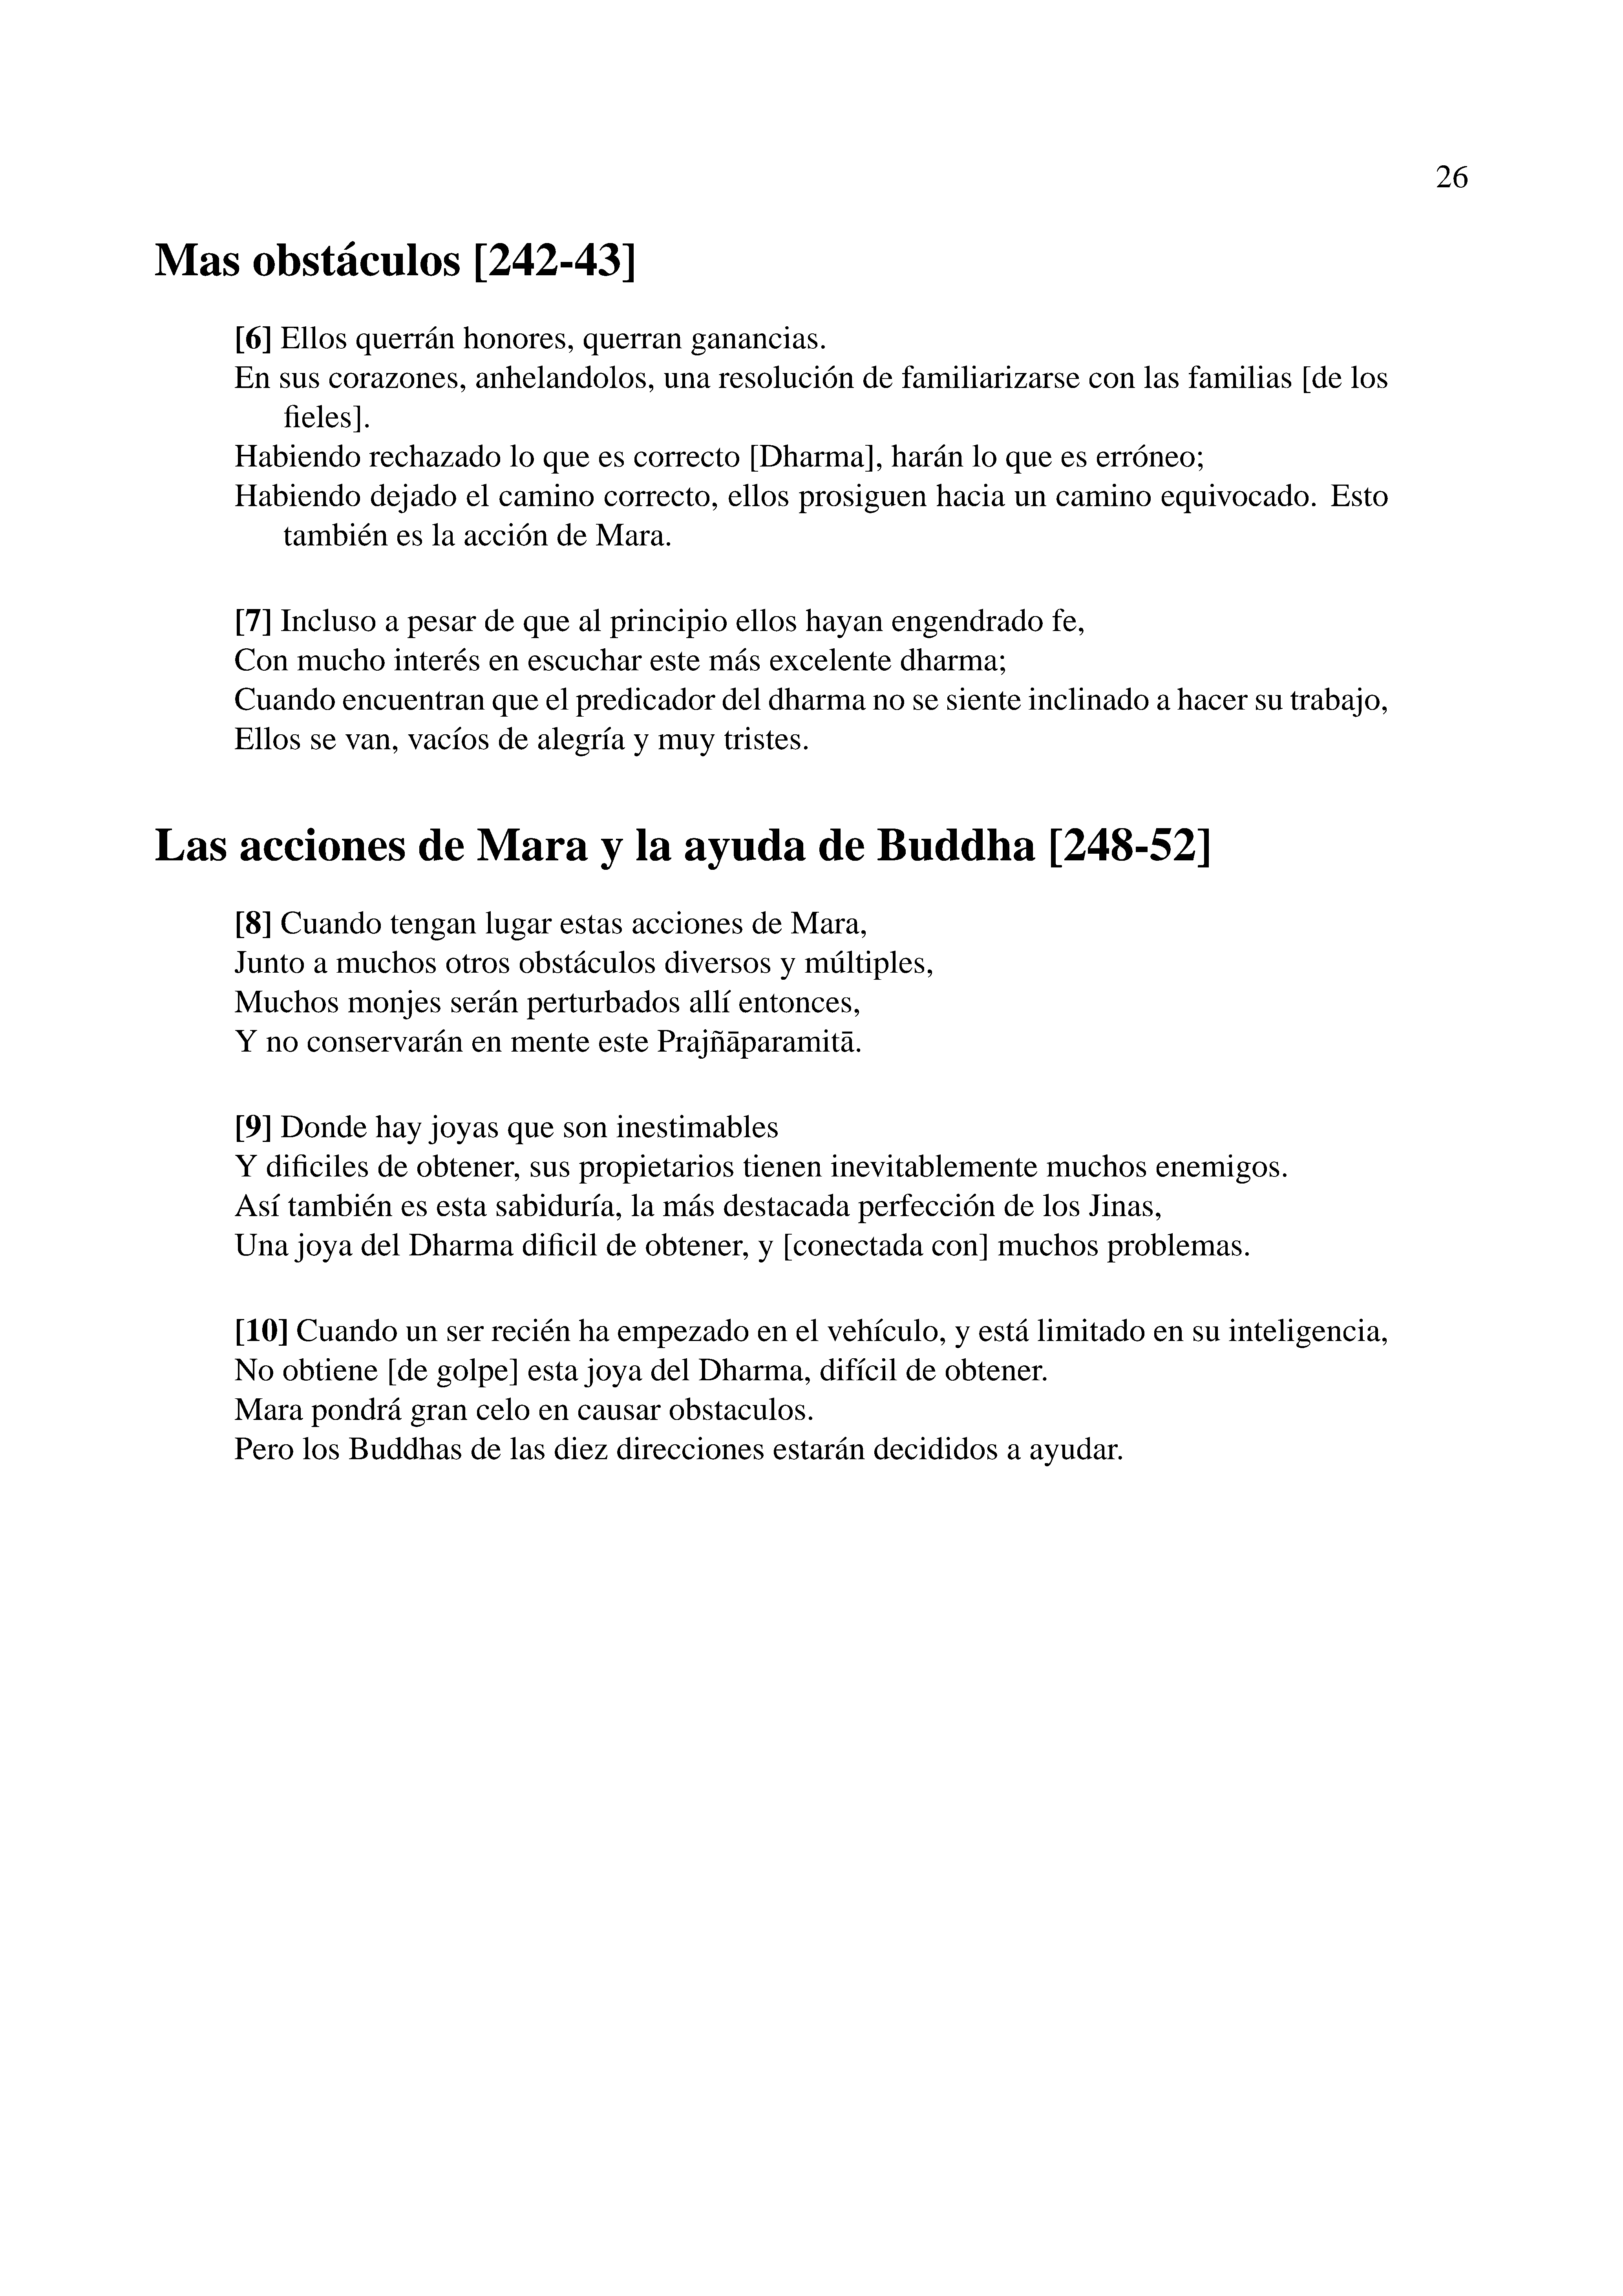 26
Mas obstáculos [242-43]
[6] Ellos querrán honores, querran ganancias.
En sus corazones, anhelandolos, una resolución de familiarizarse con las familias [de los
fieles].
Habiendo rechazado lo que es correcto [Dharma], harán lo que es erróneo;
Habiendo dejado el camino correcto, ellos prosiguen hacia un camino equivocado. Esto
también es la acción de Mara.
[7] Incluso a pesar de que al principio ellos hayan engendrado fe,
Con mucho interés en escuchar este más excelente dharma;
Cuando encuentran que el predicador del dharma no se siente inclinado a hacer su trabajo,
Ellos se van, vacíos de alegría y muy tristes.
Las acciones de Mara y la ayuda de Buddha [248-52]
[8] Cuando tengan lugar estas acciones de Mara,
Junto a muchos otros obstáculos diversos y múltiples,
Muchos monjes serán perturbados allí entonces,
Y no conservarán en mente este Prajñāparamitā.
[9] Donde hay joyas que son inestimables
Y dificiles de obtener, sus propietarios tienen inevitablemente muchos enemigos.
Así también es esta sabiduría, la más destacada perfección de los Jinas,
Una joya del Dharma dificil de obtener, y [conectada con] muchos problemas.
[10] Cuando un ser recién ha empezado en el vehículo, y está limitado en su inteligencia,
No obtiene [de golpe] esta joya del Dharma, difícil de obtener.
Mara pondrá gran celo en causar obstaculos.
Pero los Buddhas de las diez direcciones estarán decididos a ayudar.